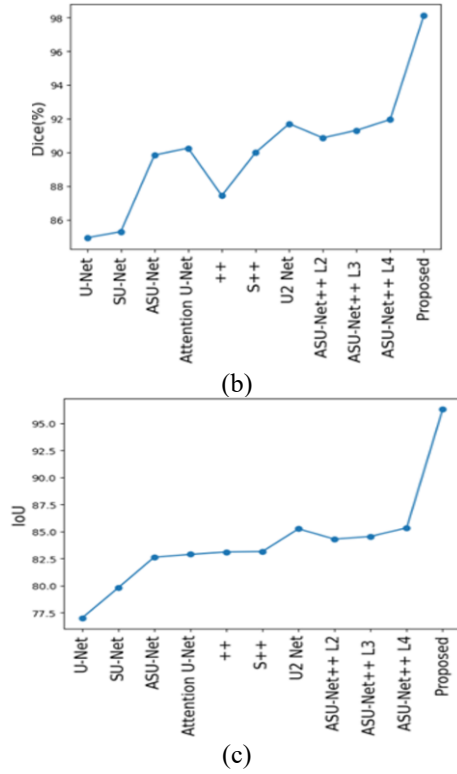 98
96
94
92
90
88
86
Dice(%)
U-Net
SU-Net
ASU-Net
Attention U-Net
++
S++
U2 Net
ASU-Net++ L2
ASU-Net++ L3
ASU-Net++ L4
Proposed
(b)
95.0
92.5
90.0
87.5
85.0
82.5
80.0
77.5
IoU
U-Net
SU-Net
ASU-Net
Attention U-Net
++
S++
U2 Net
ASU-Net++ L2
ASU-Net++ L3
ASU-Net++ L4
Proposed
(c)